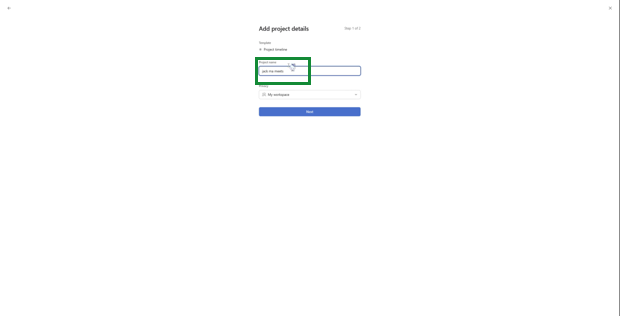 Add project details
Step 1 of 2
Template
Project timeline
Project name
My workspace
Next